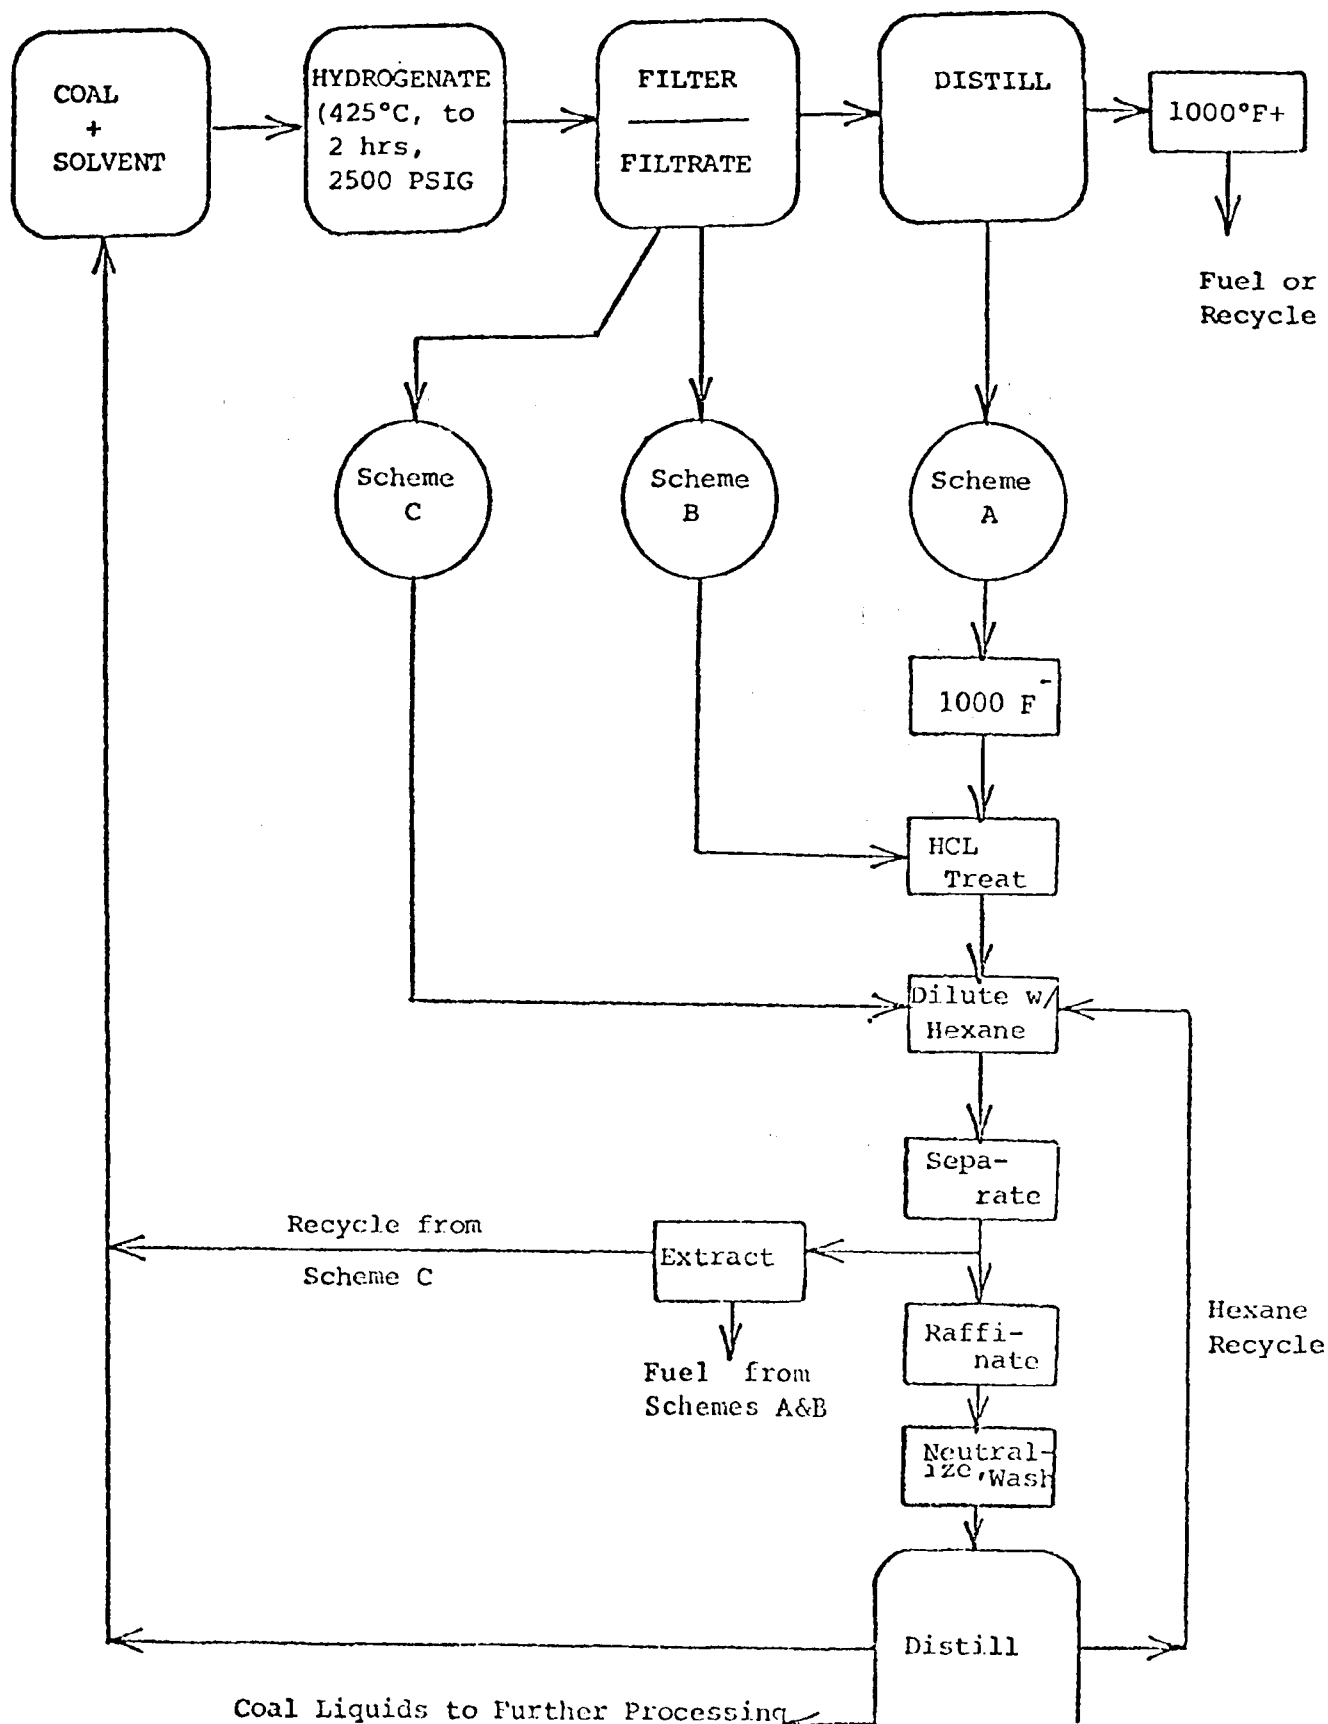 COAL
+
SOLVENT
HYDROGENATE
(425°C, to
2 hrs,
2500 PSIG
FILTER
FILTRATE
DISTILL
1000°F+
Fuel or
Recycle
Scheme
C
Scheme
B
Scheme
A
1000 F-
HCL
Treat
Dilute w/
Hexane
Sepa-
rate
Recycle from
Scheme C
Extract
Fuel from
Schemes A&B
Raffi-
nate
Hexane
Recycle
Neutral-
ize, Wash
Distill
Coal Liquids to Further Processing